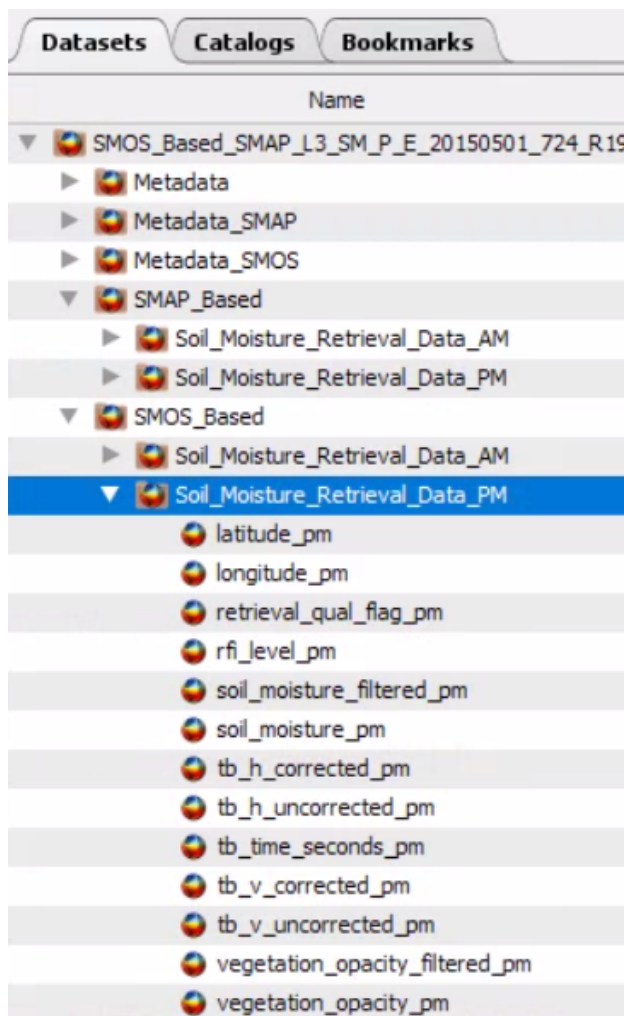 Datasets Catalogs Bookmarks
Name
SMOS_Based_SMAP_L3_SM_P_E_20150501_724_R19
Metadata
Metadata_SMAP
Metadata_SMOS
SMAP_Based
Soil_Moisture_Retrieval_Data_AM
Soil_Moisture_Retrieval_Data_PM
SMOS_Based
Soil_Moisture_Retrieval_Data_AM
Soil_Moisture_Retrieval_Data_PM
latitude_pm
longitude_pm
retrieval_qual_flag_pm
rfi_level_pm
soil_moisture_filtered_pm
soil_moisture_pm
tb_h_corrected_pm
tb_h_uncorrected_pm
tb_time_seconds_pm
tb_v_corrected_pm
tb_v_uncorrected_pm
vegetation_opacity_filtered_pm
vegetation_opacity_pm